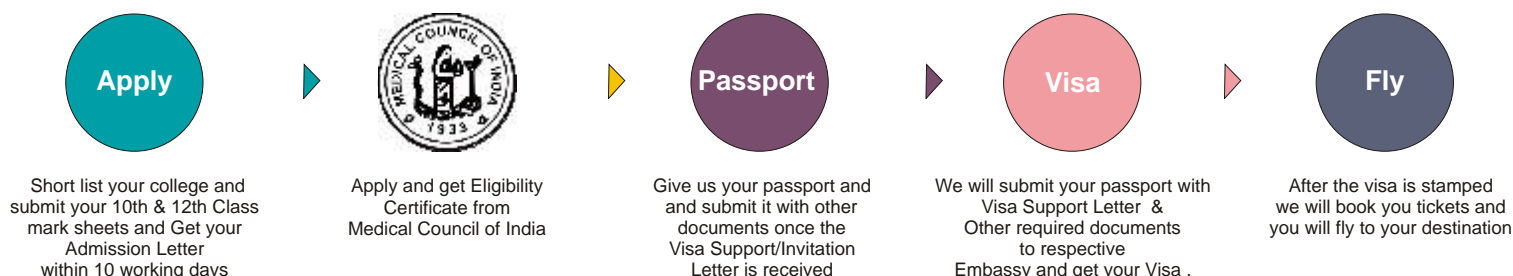 Apply
MEDICAL COUNCIL OF INDIA
1933
Passport
Visa
Fly
Short list your college and
submit your 10th & 12th Class
mark sheets and Get your
Admission Letter
within 10 working days
Apply and get Eligibility
Certificate from
Medical Council of India
Give us your passport and
and submit it with other
documents once the
Visa Support/Invitation
Letter is received
We will submit your passport with
Visa Support Letter &
Other required documents
to respective
Embassy and get your Visa .
After the visa is stamped
we will book you tickets and
you will fly to your destination